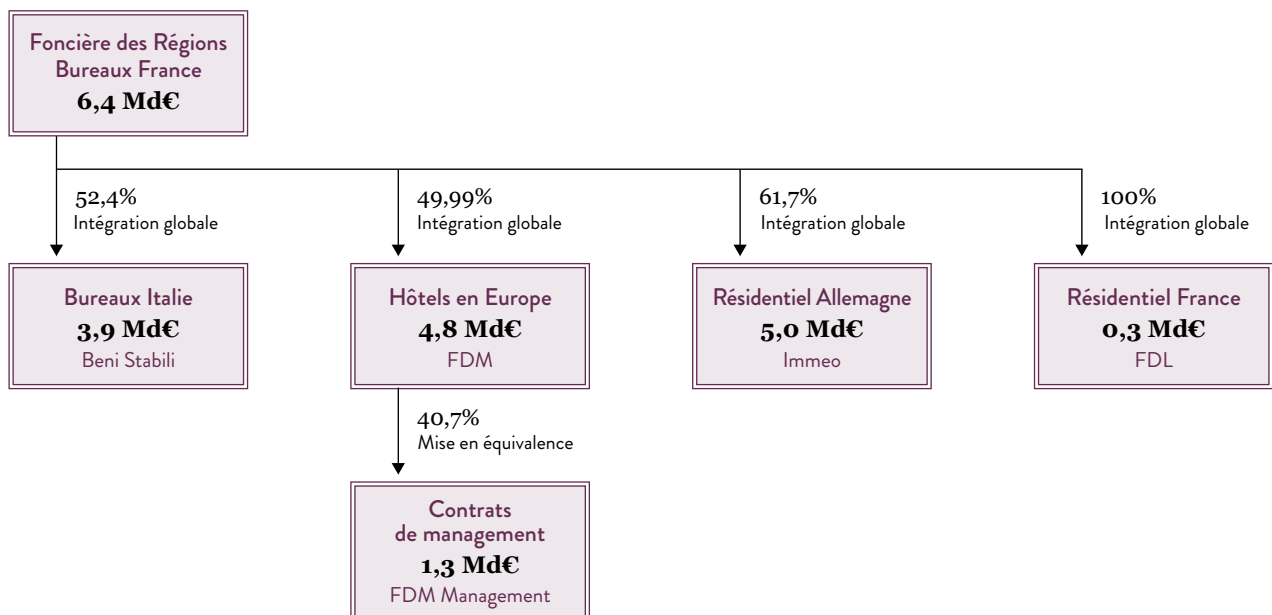 Foncière des Régions
Bureaux France
6,4 Md€
52,4%
Intégration globale
49,99%
Intégration globale
61,7%
Intégration globale
100%
Intégration globale
Bureaux Italie
3,9 Md€
Beni Stabili
Hôtels en Europe
4,8 Md€
FDM
Résidentiel Allemagne
5,0 Md€
Immeo
Résidentiel France
0,3 Md€
FDL
40,7%
Mise en équivalence
Contrats
de management
1,3 Md€
FDM Management